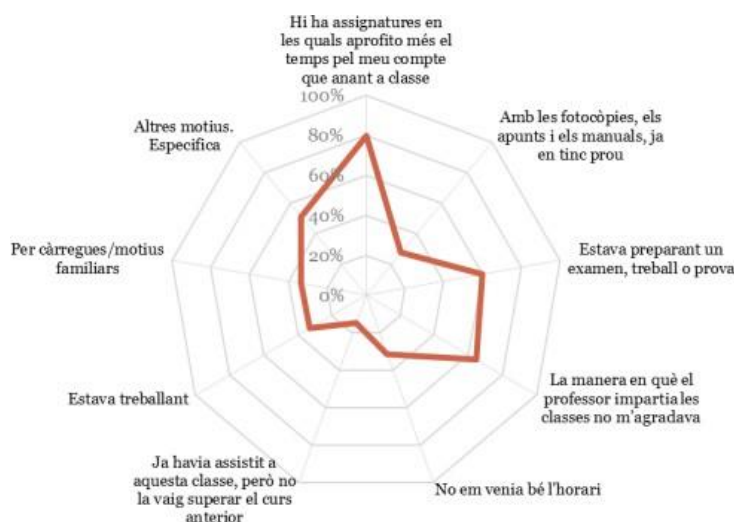 Hi ha assignatures en
les quals aprofito més el
temps pel meu compte
que anant a classe
100%
80%
60%
40%
20%
0%
Amb les fotocòpies, els
apunts i els manuals, ja
en tinc prou
Estava preparant un
examen, treball o prova
La manera en què el
professor impartia les
classes no m'agradava
No em venia bé l'horari
Ja havia assistit a
aquesta classe, però no
la vaig superar el curs
anterior
Estava treballant
Per càrregues/motius
familiars
Altres motius.
Especifica